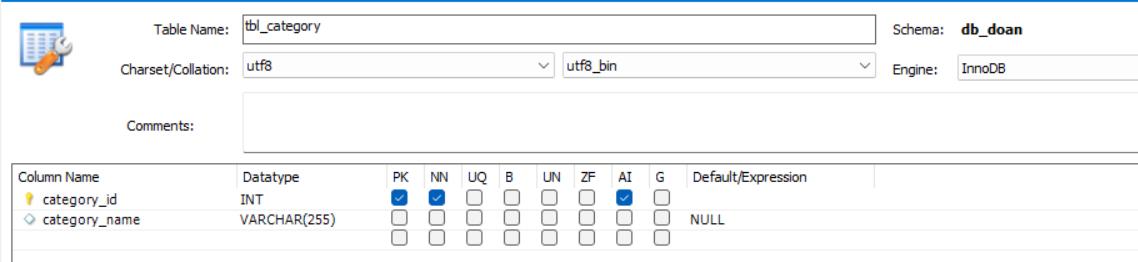 Table Name: tbl_category Schema: db_doan
Charset/Collation: utf8 utf8_bin Engine: InnoDB
Comments:
Column Name Datatype PK NN UQ B UN ZF AI G Default/Expression
category_id INT
category_name VARCHAR(255) NULL